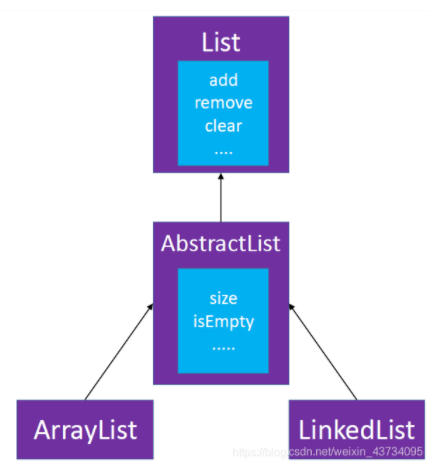 List
add
remove
clear
....
AbstractList
size
isEmpty
.....
ArrayList
LinkedList
https://blog.csdn.net/weixin_43734095